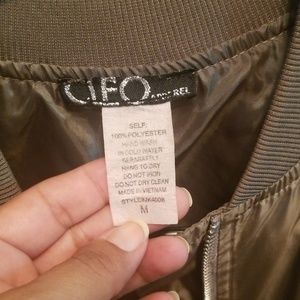 CIFO
APPAREL
SELF:
100% POLYESTER
HAND WASH
IN COLD WATER
SEPARATELY
HANG TO DRY
DO NOT IRON
DO NOT DRY CLEAN
MADE IN VIETNAM
M